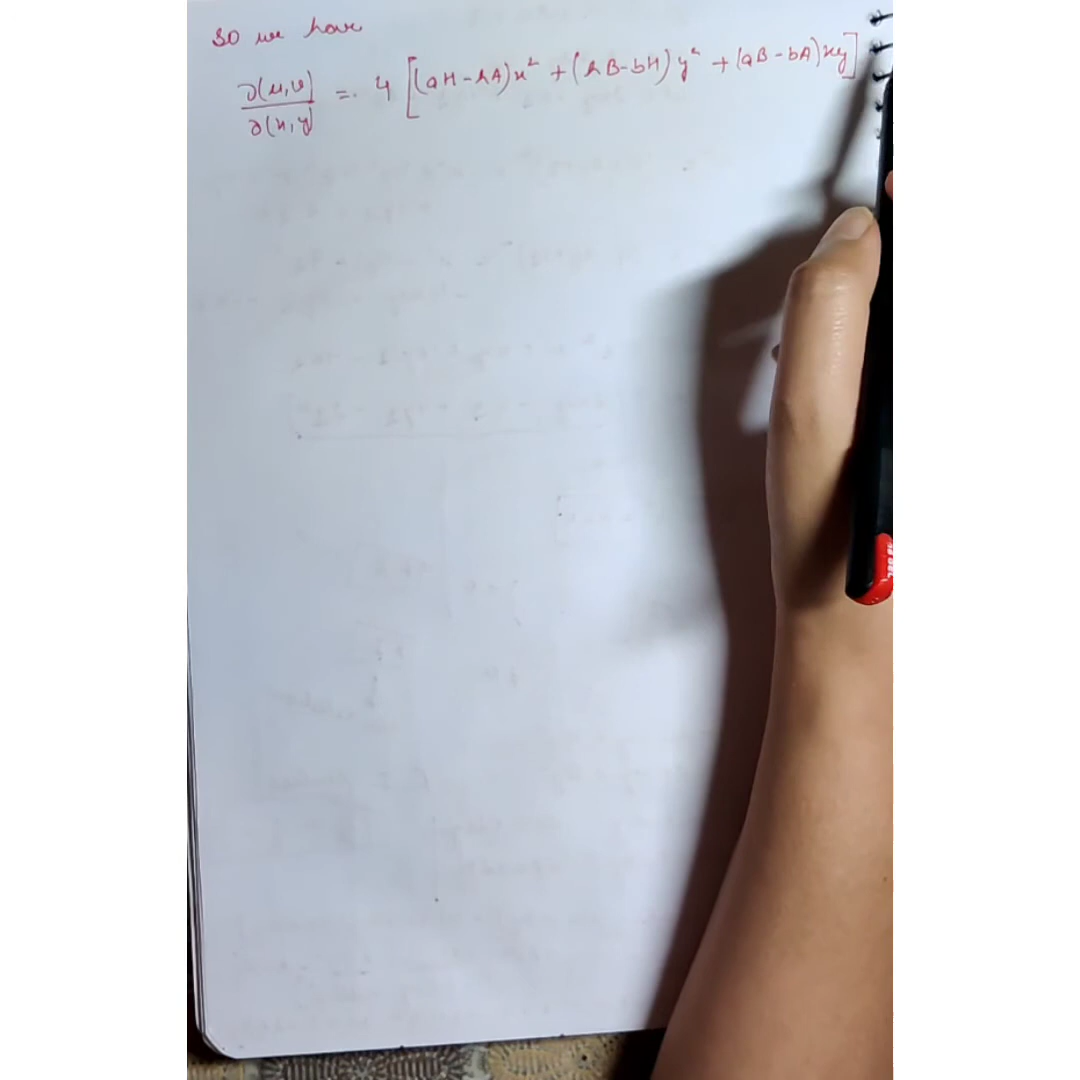 So we have
∂(u,v)/∂(x,y) = 4 [(aH-hA)x² + (hB-bH)y² + (aB-bA)xy]